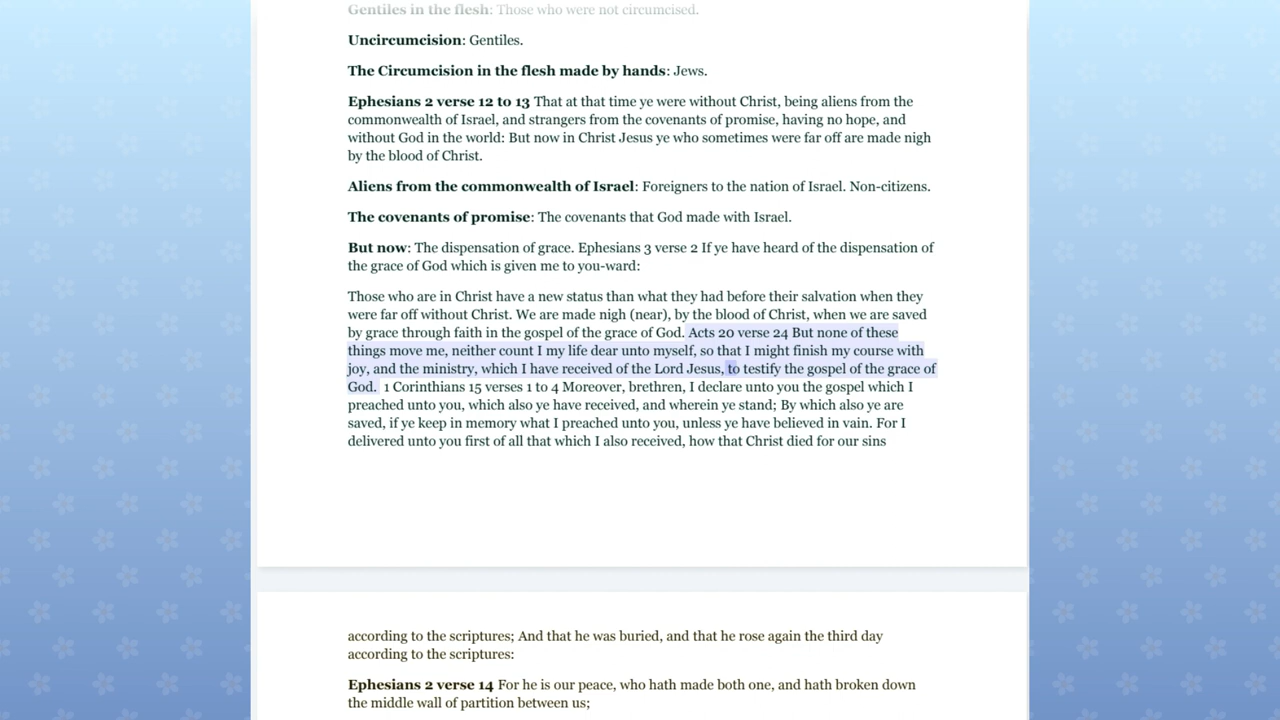 Gentiles in the flesh: Those who were not circumcised.
Uncircumcision: Gentiles.
The Circumcision in the flesh made by hands: Jews.
Ephesians 2 verse 12 to 13 That at that time ye were without Christ, being aliens from the
commonwealth of Israel, and strangers from the covenants of promise, having no hope, and
without God in the world: But now in Christ Jesus ye who sometimes were far off are made nigh
by the blood of Christ.
Aliens from the commonwealth of Israel: Foreigners to the nation of Israel. Non-citizens.
The covenants of promise: The covenants that God made with Israel.
But now: The dispensation of grace. Ephesians 3 verse 2 If ye have heard of the dispensation of
the grace of God which is given me to you-ward:
Those who are in Christ have a new status than what they had before their salvation when they
were far off without Christ. We are made nigh (near), by the blood of Christ, when we are saved
by grace through faith in the gospel of the grace of God. Acts 20 verse 24 But none of these
things move me, neither count I my life dear unto myself, so that I might finish my course with
joy, and the ministry, which I have received of the Lord Jesus, to testify the gospel of the grace of
God. 1 Corinthians 15 verses 1 to 4 Moreover, brethren, I declare unto you the gospel which I
preached unto you, which also ye have received, and wherein ye stand; By which also ye are
saved, if ye keep in memory what I preached unto you, unless ye have believed in vain. For I
delivered unto you first of all that which I also received, how that Christ died for our sins
according to the scriptures; And that he was buried, and that he rose again the third day
according to the scriptures:
Ephesians 2 verse 14 For he is our peace, who hath made both one, and hath broken down
the middle wall of partition between us;